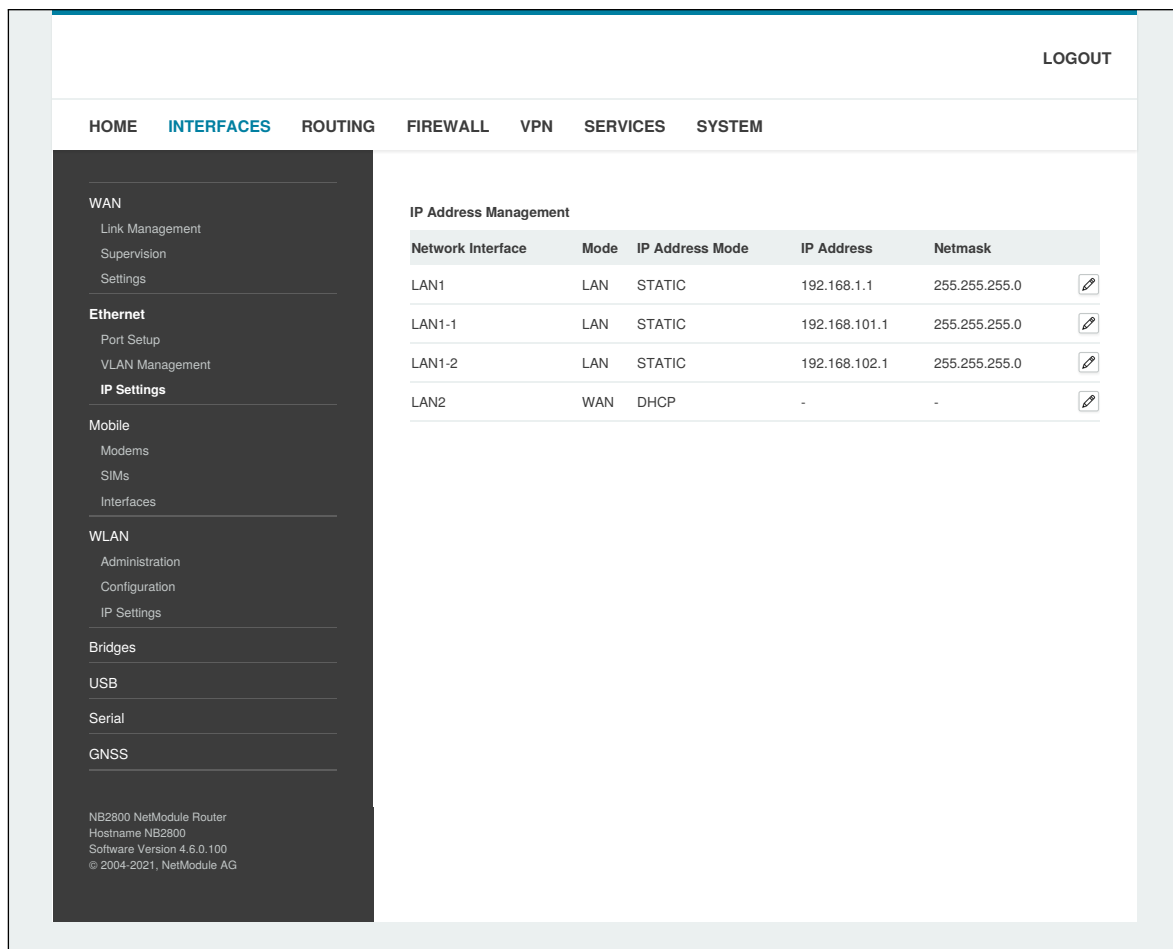 LOGOUT
HOME INTERFACES ROUTING FIREWALL VPN SERVICES SYSTEM
WAN
Link Management
Supervision
Settings
Ethernet
Port Setup
VLAN Management
IP Settings
Mobile
Modems
SIMs
Interfaces
WLAN
Administration
Configuration
IP Settings
Bridges
USB
Serial
GNSS
NB2800 NetModule Router
Hostname NB2800
Software Version 4.6.0.100
© 2004-2021, NetModule AG
IP Address Management
Network Interface Mode IP Address Mode IP Address Netmask
LAN1 LAN STATIC 192.168.1.1 255.255.255.0
LAN1-1 LAN STATIC 192.168.101.1 255.255.255.0
LAN1-2 LAN STATIC 192.168.102.1 255.255.255.0
LAN2 WAN DHCP - -